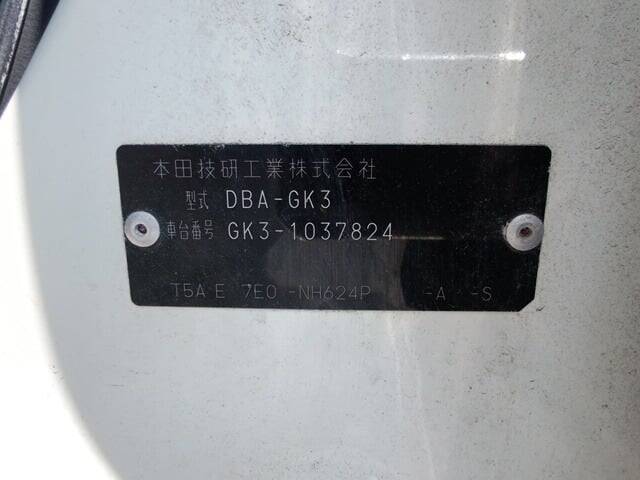 本田技研工業株式会社
型式 DBA-GK3
車台番号 GK3-1037824
T5A E 7E0 -NH624P -A -S